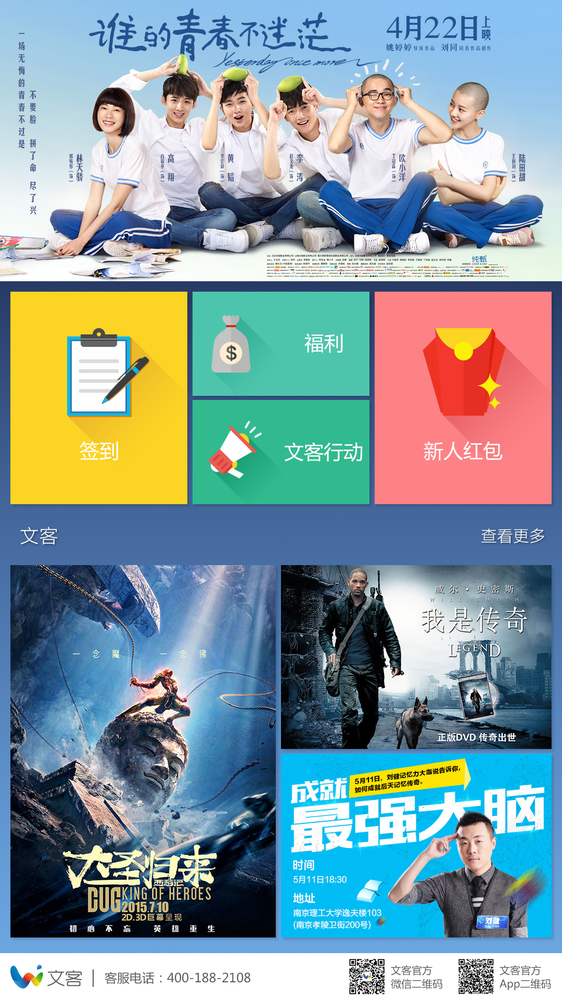 谁的青春不迷茫
Yesterday once more
4月22日上映
姚婷婷 导演作品 刘同 同名作品创作
一场无悔的青春不过是
不要脸 拼了命 尽了兴
林天骄
郭姝彤(饰)
高翔
白敬亭(饰)
黄韬
李宏毅(饰)
李涛
赵文龙(饰)
欧小洋
丁冠森(饰)
陆田甜
王鹤润(饰)
纯甄
签到
福利
文客行动
新人红包
文客
查看更多
一念魔 一念佛
大圣归来
西游记
KING OF HEROES
2015.7.10
2D.3D巨幕呈现
初心不忘 英雄重生
威尔·史密斯
WILL SMITH
我是传奇
I AM
LEGEND
正版DVD 传奇出世
成就
5月11日，刘健记忆力大咖说告诉你，
如何成就后天记忆传奇。
最强大脑
时间
5月11日18:30
地址
南京理工大学逸夫楼103
(南京孝陵卫街200号)
刘健
文客
客服电话：400-188-2108
文客官方
微信二维码
文客官方
App二维码